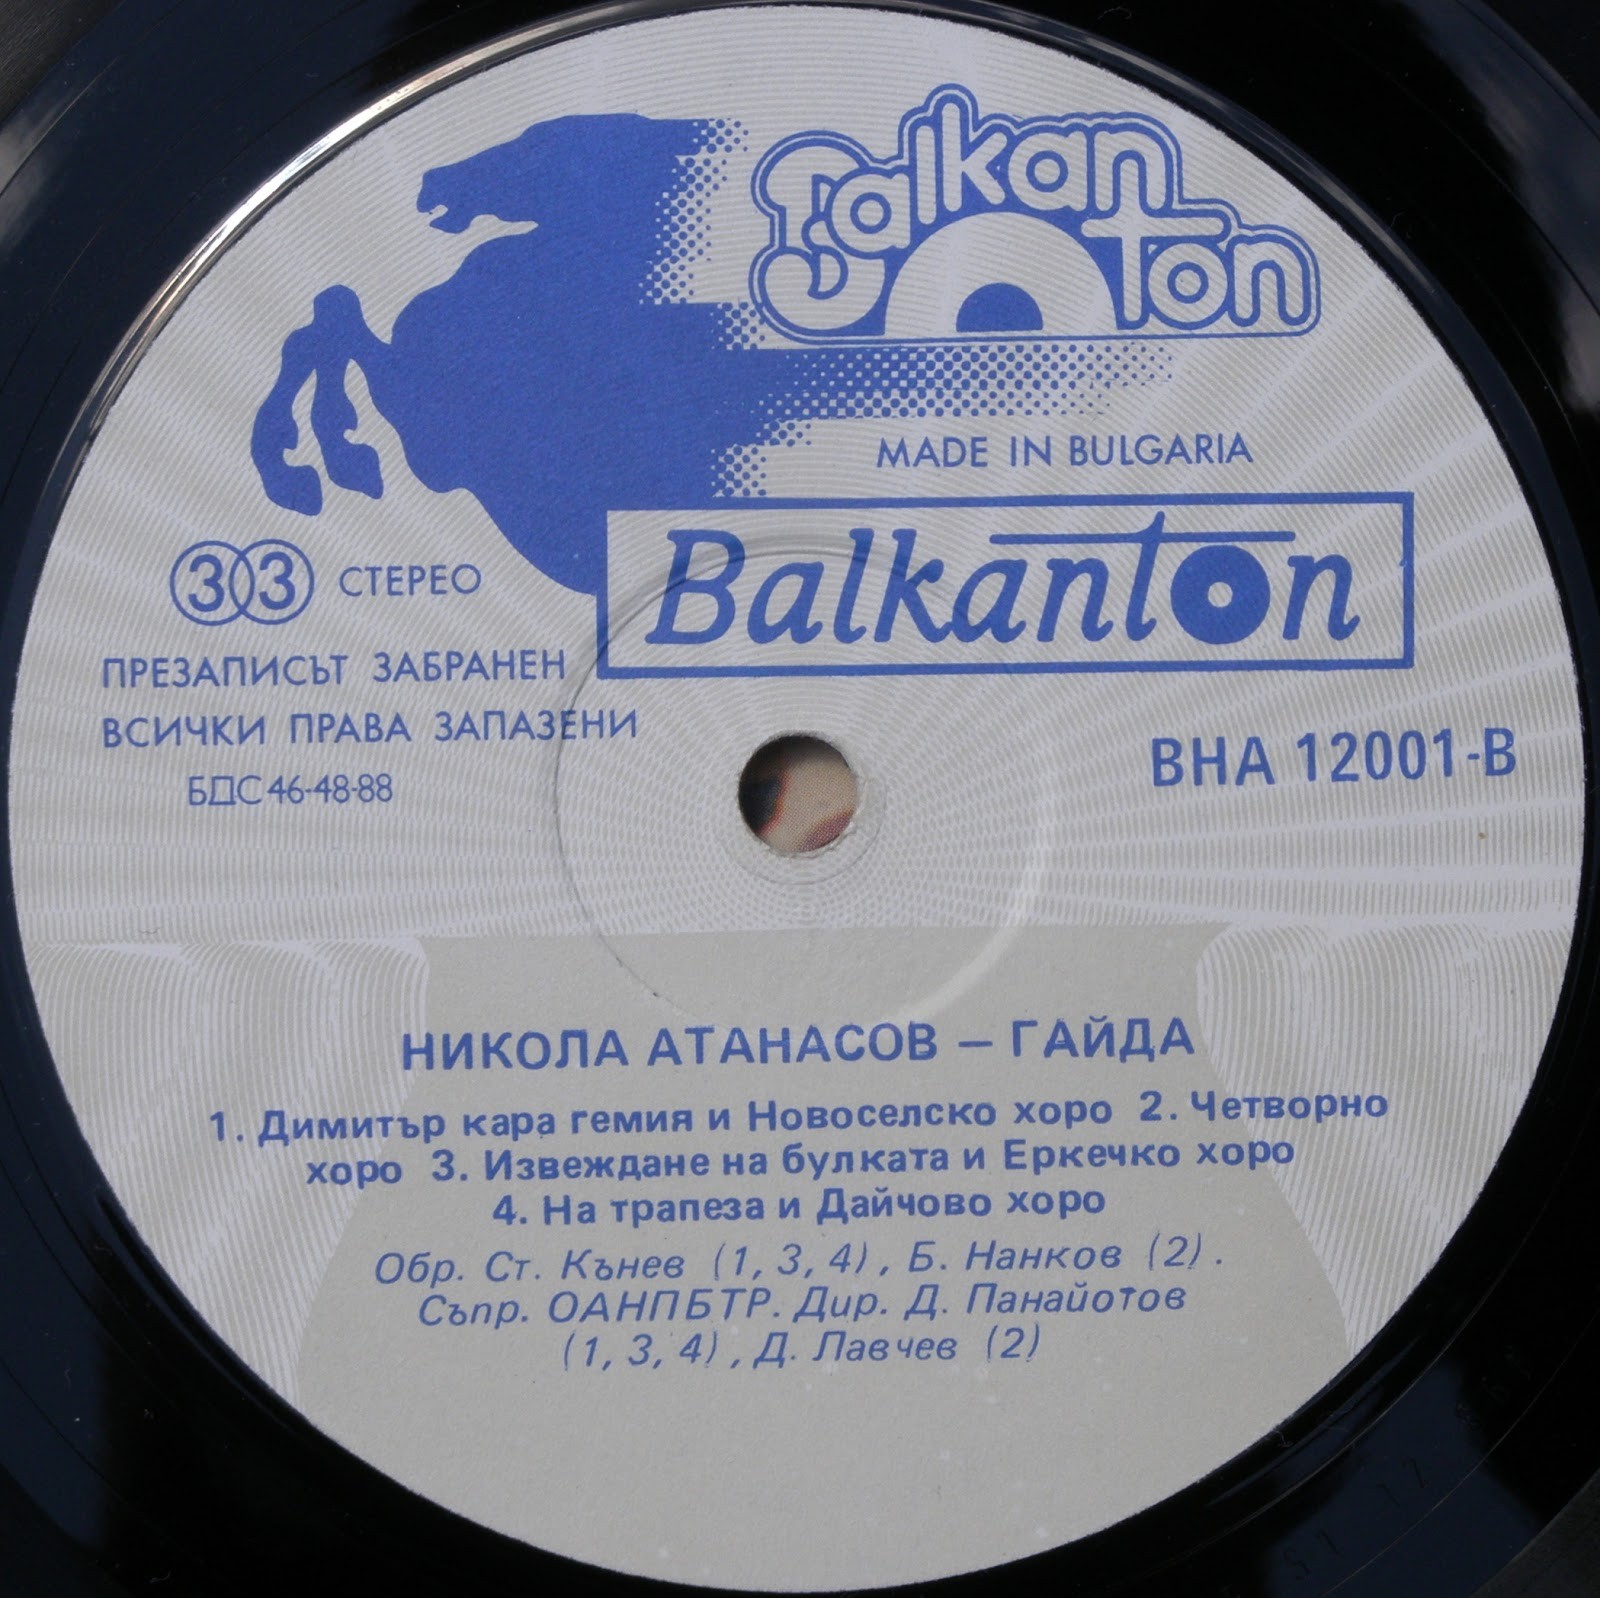 Balkanton
MADE IN BULGARIA
Balkanton
33 СТЕРЕО
ПРЕЗАПИСЪТ ЗАБРАНЕН
ВСИЧКИ ПРАВА ЗАПАЗЕНИ
БДС 46-48-88
ВНА 12001-В
НИКОЛА АТАНАСОВ – ГАЙДА
1. Димитър кара гемия и Новоселско хоро 2. Четворно
хоро 3. Извеждане на булката и Еркечко хоро
4. На трапеза и Дайчово хоро
Обр. Ст. Кънев (1, 3, 4), Б. Нанков (2).
Съпр. ОАНПБТР. Дир. Д. Панайотов
(1, 3, 4), Д. Лавчев (2)